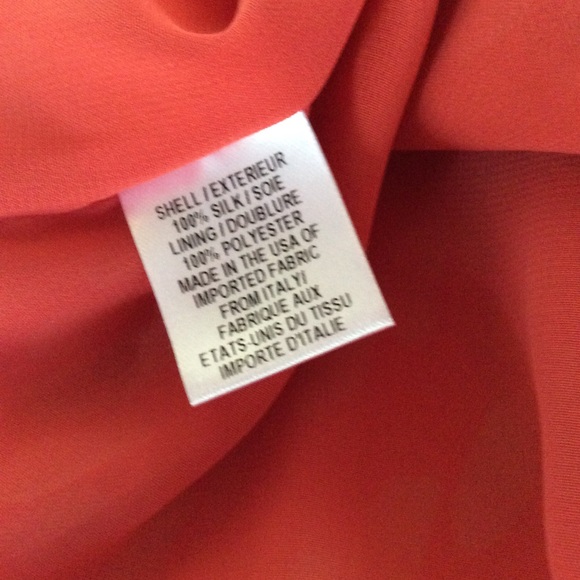 SHELL / EXTERIEUR
100% SILK / SOIE
LINING / DOUBLURE
100% POLYESTER
MADE IN THE USA OF
IMPORTED FABRIC
FROM ITALY/
FABRIQUE AUX
ETATS-UNIS DU TISSU
IMPORTE D'ITALIE